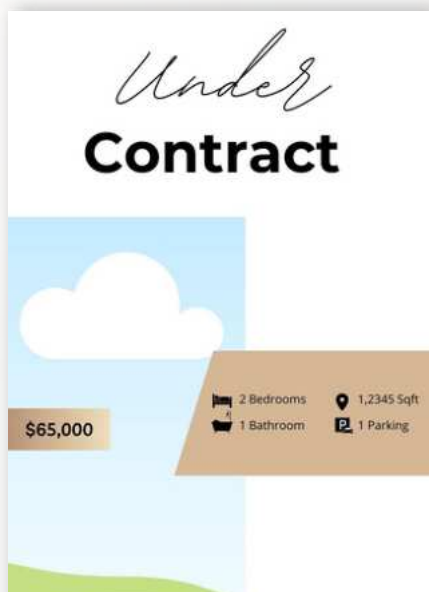 Under
Contract
2 Bedrooms
1,2345 Sqft
1 Bathroom
P 1 Parking
$65,000